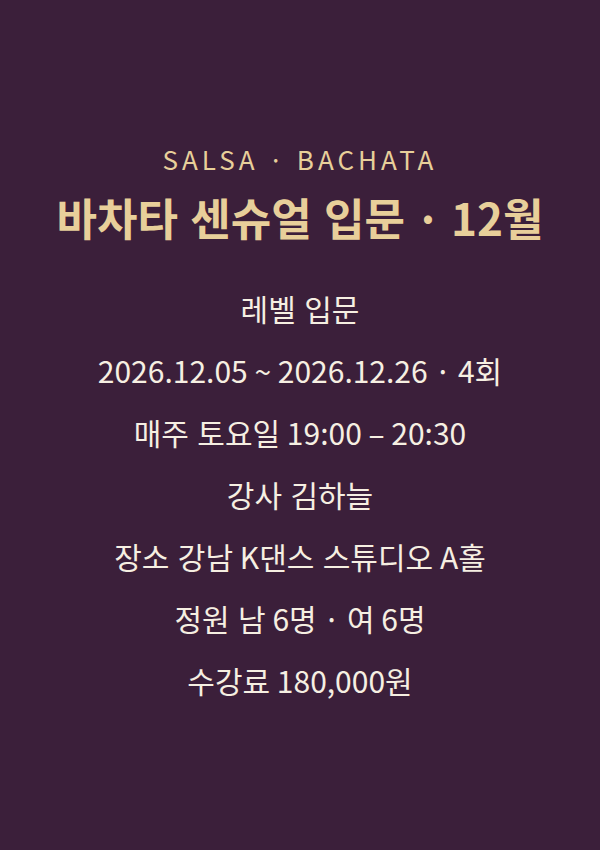 SALSA · BACHATA
바차타 센슈얼 입문 · 12월
레벨 입문
2026.12.05 ~ 2026.12.26 · 4회
매주 토요일 19:00 – 20:30
강사 김하늘
장소 강남 K댄스 스튜디오 A홀
정원 남 6명 · 여 6명
수강료 180,000원